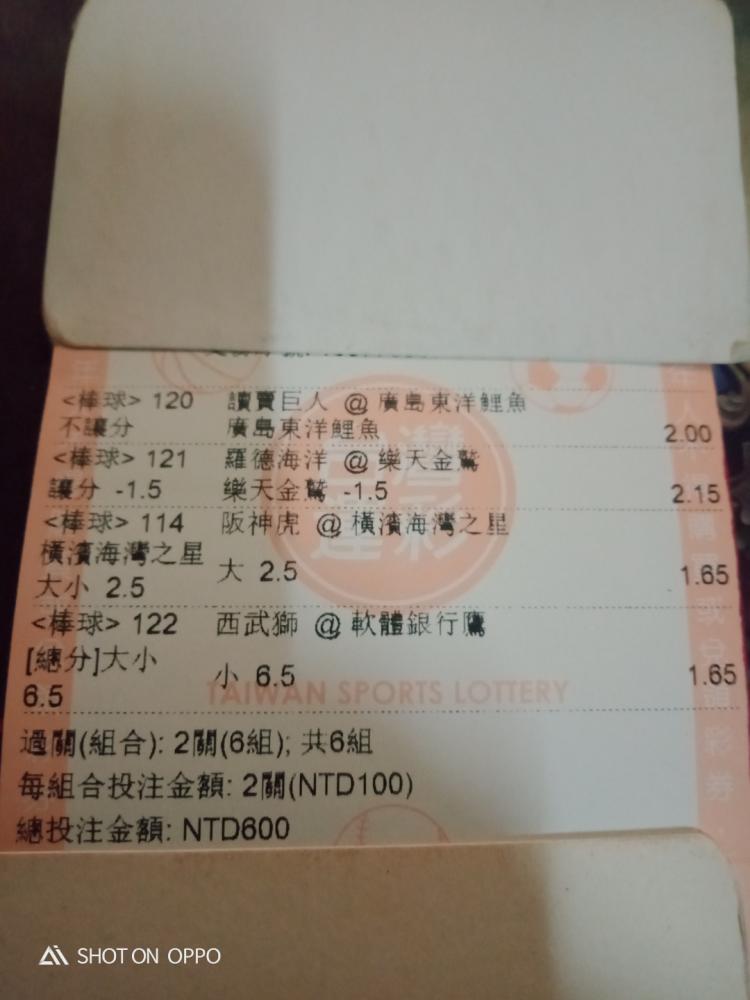 <棒球> 120 讀賣巨人 @ 廣島東洋鯉魚
不讓分 廣島東洋鯉魚 2.00
<棒球> 121 羅德海洋 @ 樂天金鷲
讓分 -1.5 樂天金鷲 -1.5 2.15
<棒球> 114 阪神虎 @ 橫濱海灣之星
橫濱海灣之星
大小 2.5 大 2.5 1.65
<棒球> 122 西武獅 @ 軟體銀行鷹
[總分]大小
6.5 小 6.5 1.65
TAIWAN SPORTS LOTTERY
過關(組合): 2關(6組); 共6組
每組合投注金額: 2關(NTD100)
總投注金額: NTD600
SHOT ON OPPO